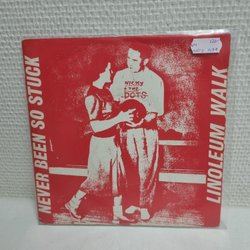 NEVER BEEN SO STUCK
NICKY
& THE
DOTS
LINOLEUM WALK